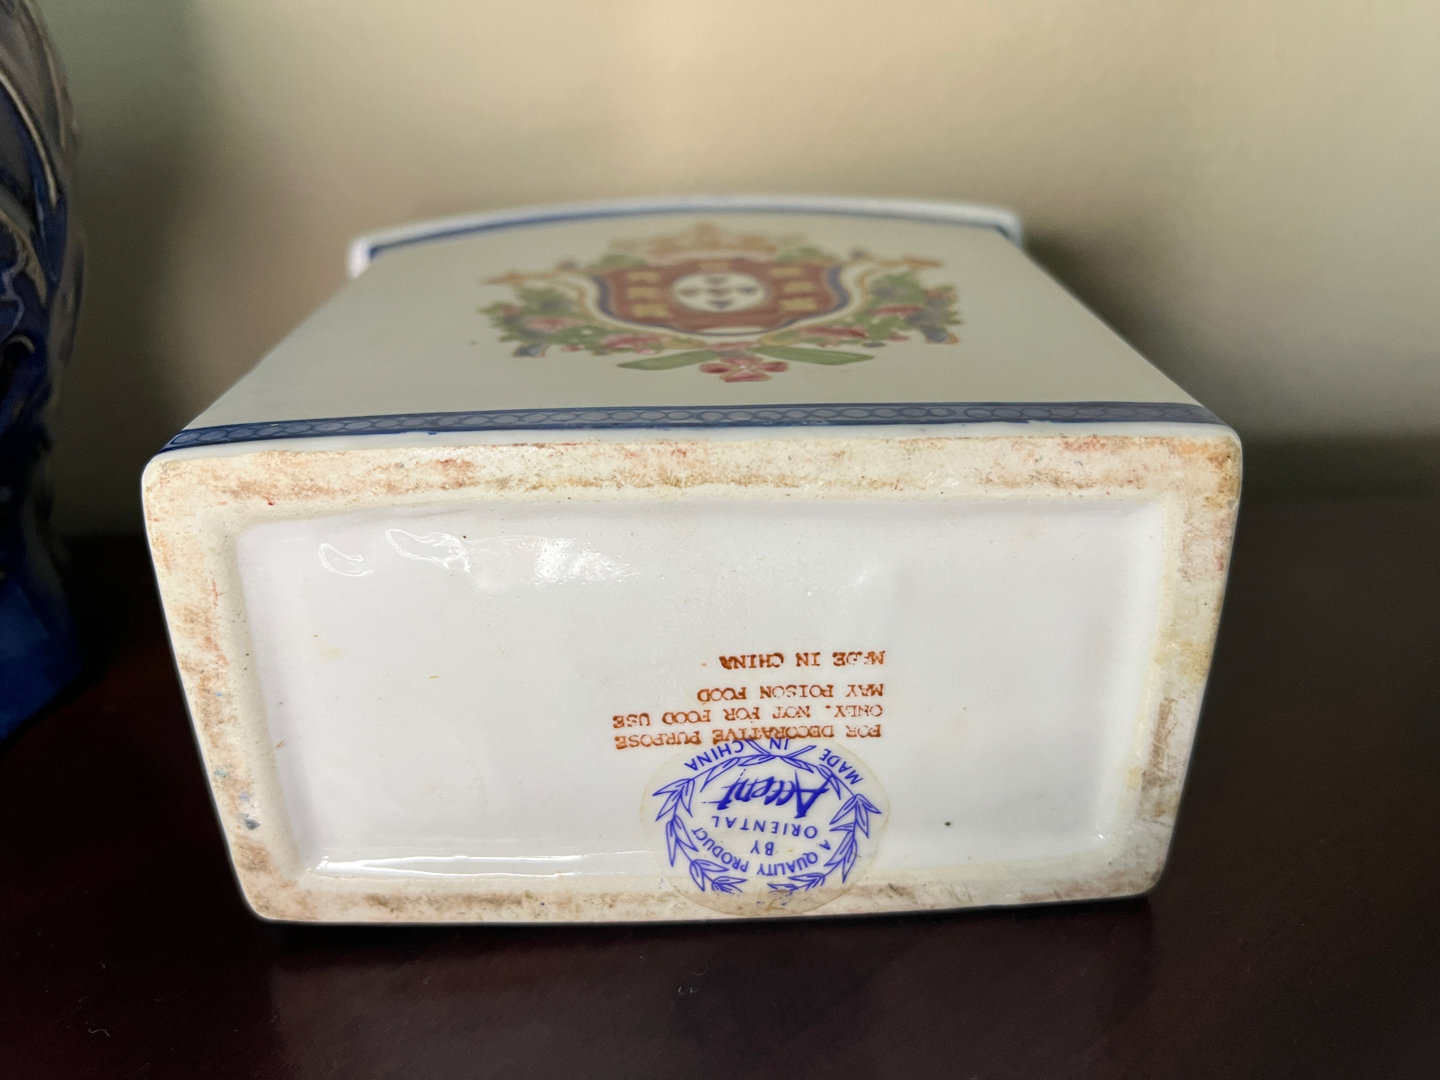 A QUALITY PRODUCT
BY
ORIENTAL
Accent
MADE IN CHINA
FOR DECORATIVE PURPOSE
ONLY. NOT FOR FOOD USE
MAY POISON FOOD
MADE IN CHINA